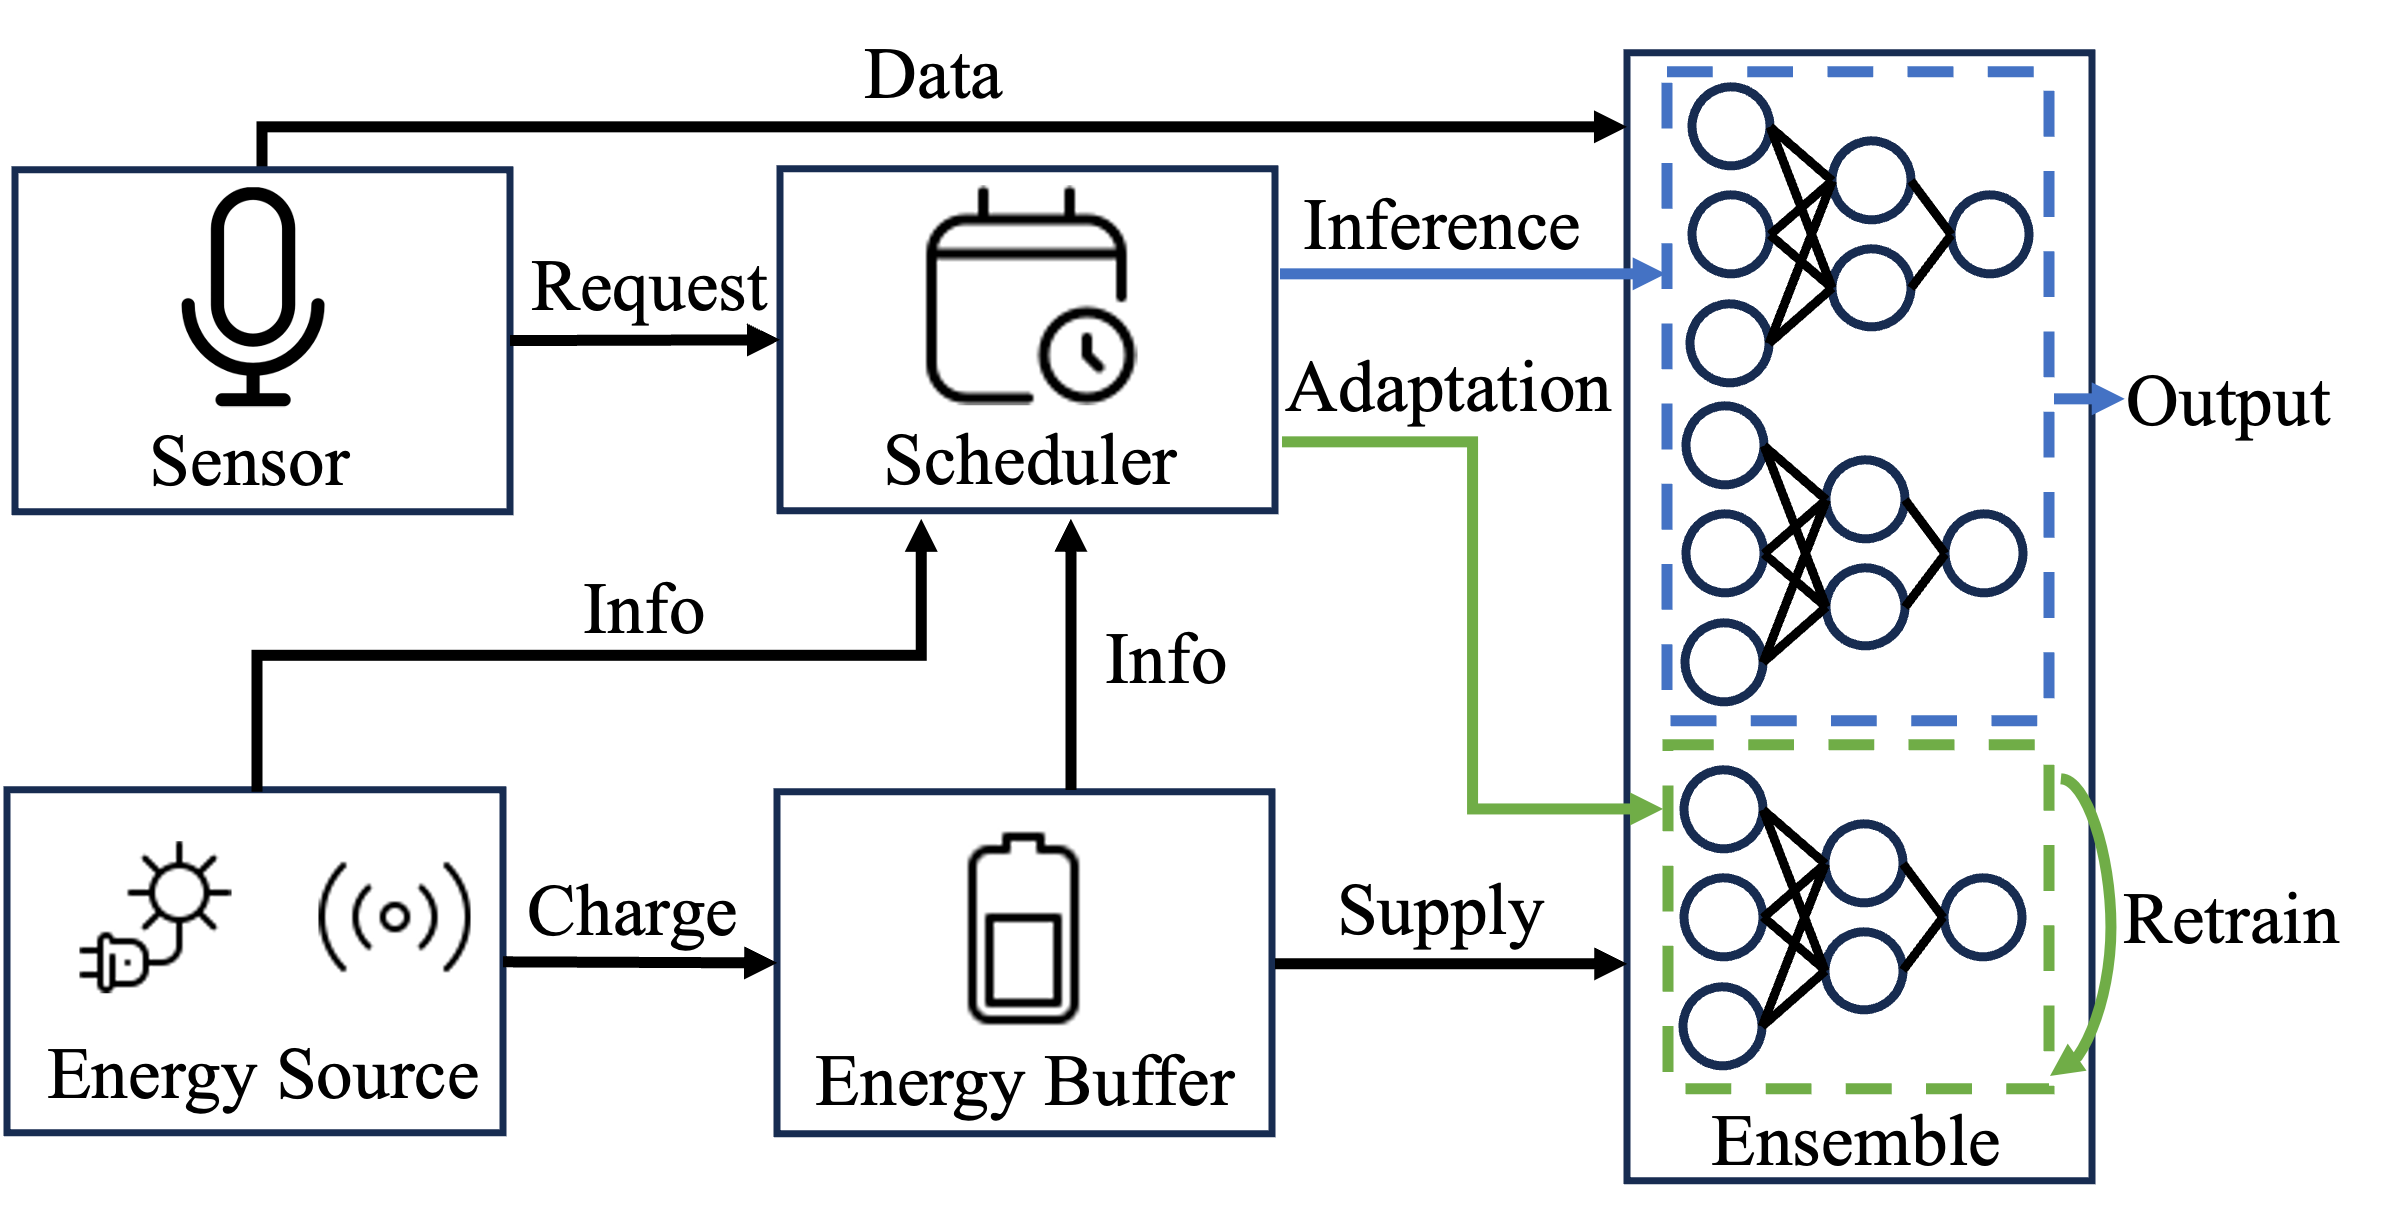 Data
Sensor
Request
Scheduler
Inference
Adaptation
Output
Info
Info
Energy Source
Charge
Energy Buffer
Supply
Retrain
Ensemble